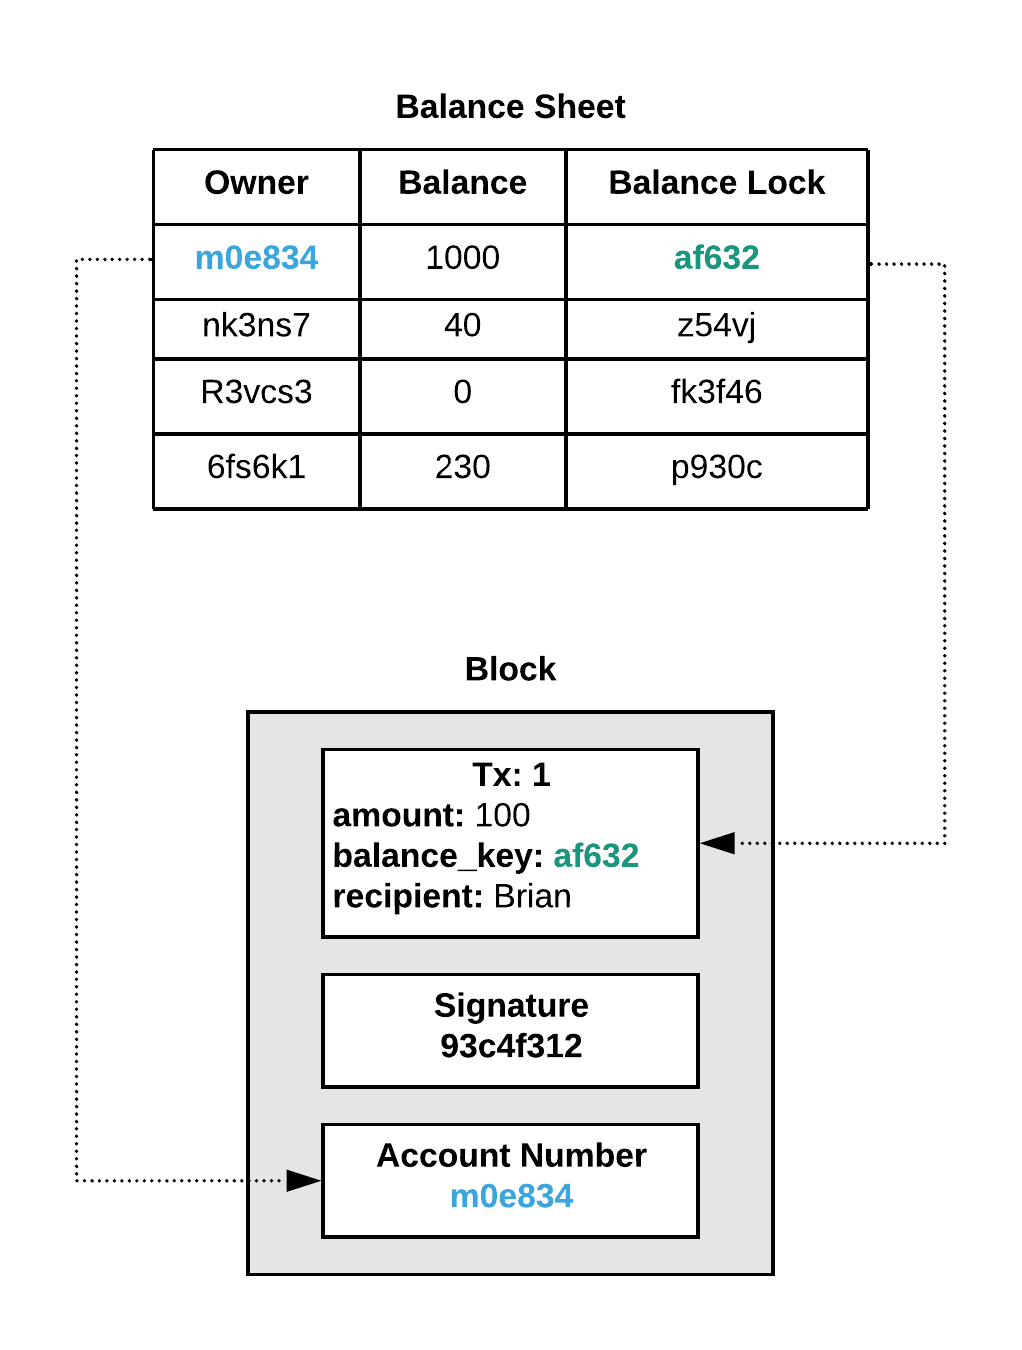 Balance Sheet
Owner Balance Balance Lock
m0e834 1000 af632
nk3ns7 40 z54vj
R3vcs3 0 fk3f46
6fs6k1 230 p930c
Block
Tx: 1
amount: 100
balance_key: af632
recipient: Brian
Signature
93c4f312
Account Number
m0e834